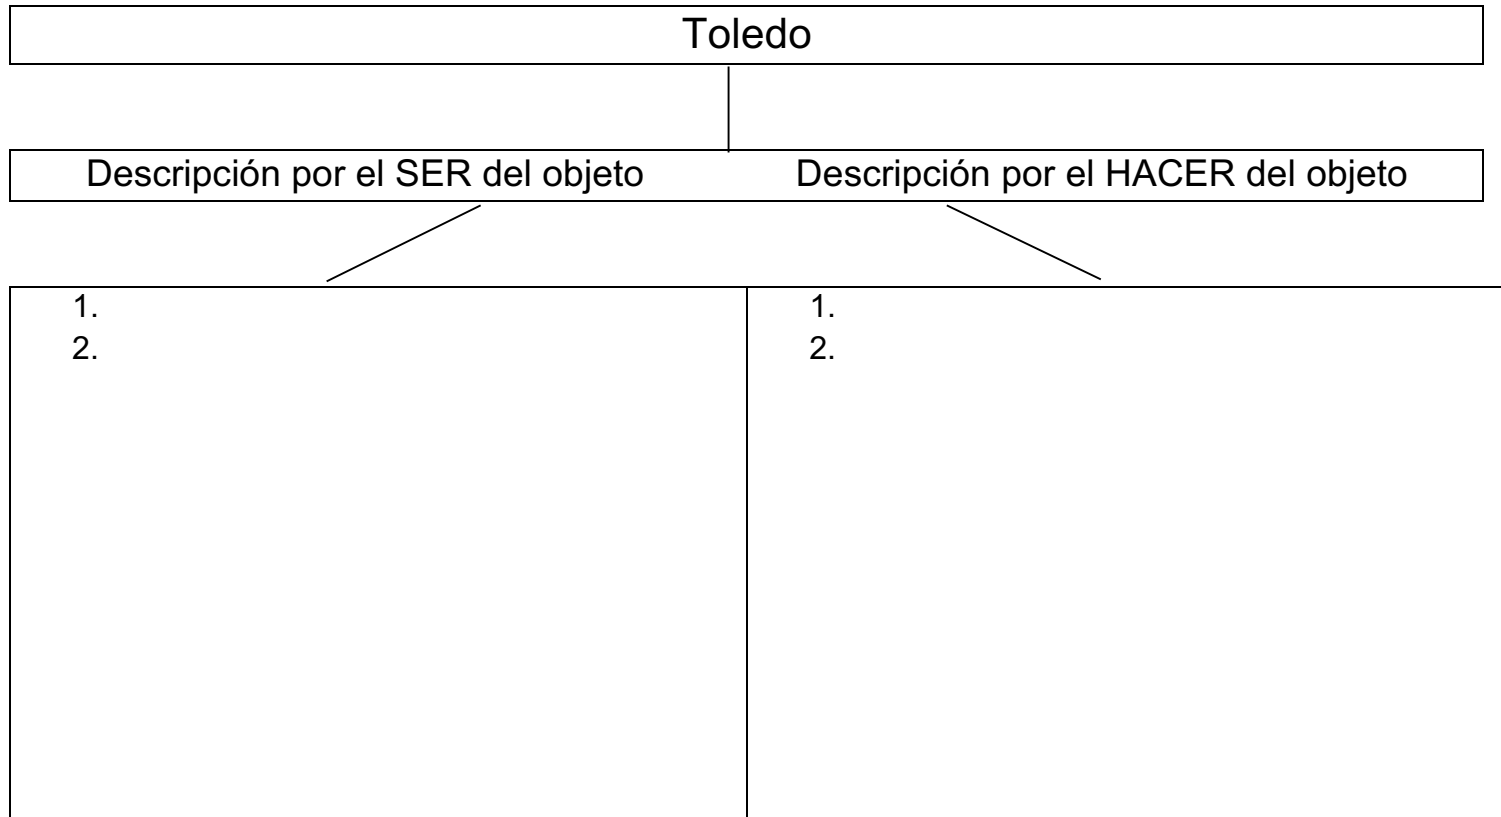 Toledo
Descripción por el SER del objeto Descripción por el HACER del objeto
1.
2.
1.
2.